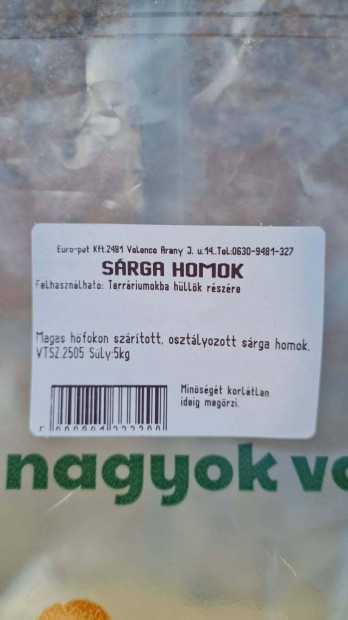 Euro-pet Kft.2481 Velence Arany J. u.14..Tel:0630-9481-327
SÁRGA HOMOK
Felhasználható: Terráriumokba hüllők részére
Magas hőfokon szárított, osztályozott sárga homok.
VTSZ:2505 Súly:5kg
Minőségét korlátlan
ideig megőrzi.
nagyok